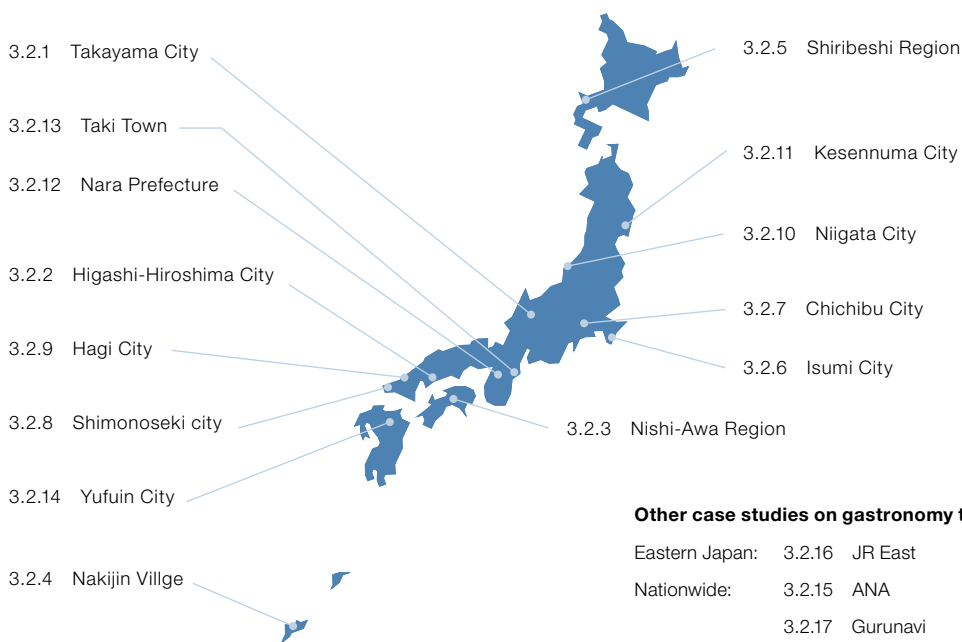 3.2.1 Takayama City
3.2.13 Taki Town
3.2.12 Nara Prefecture
3.2.2 Higashi-Hiroshima City
3.2.9 Hagi City
3.2.8 Shimonoseki city
3.2.14 Yufuin City
3.2.4 Nakijin Villge
3.2.5 Shiribeshi Region
3.2.11 Kesennuma City
3.2.10 Niigata City
3.2.7 Chichibu City
3.2.6 Isumi City
3.2.3 Nishi-Awa Region
Other case studies on gastronomy t
Eastern Japan: 3.2.16 JR East
Nationwide: 3.2.15 ANA
3.2.17 Gurunavi